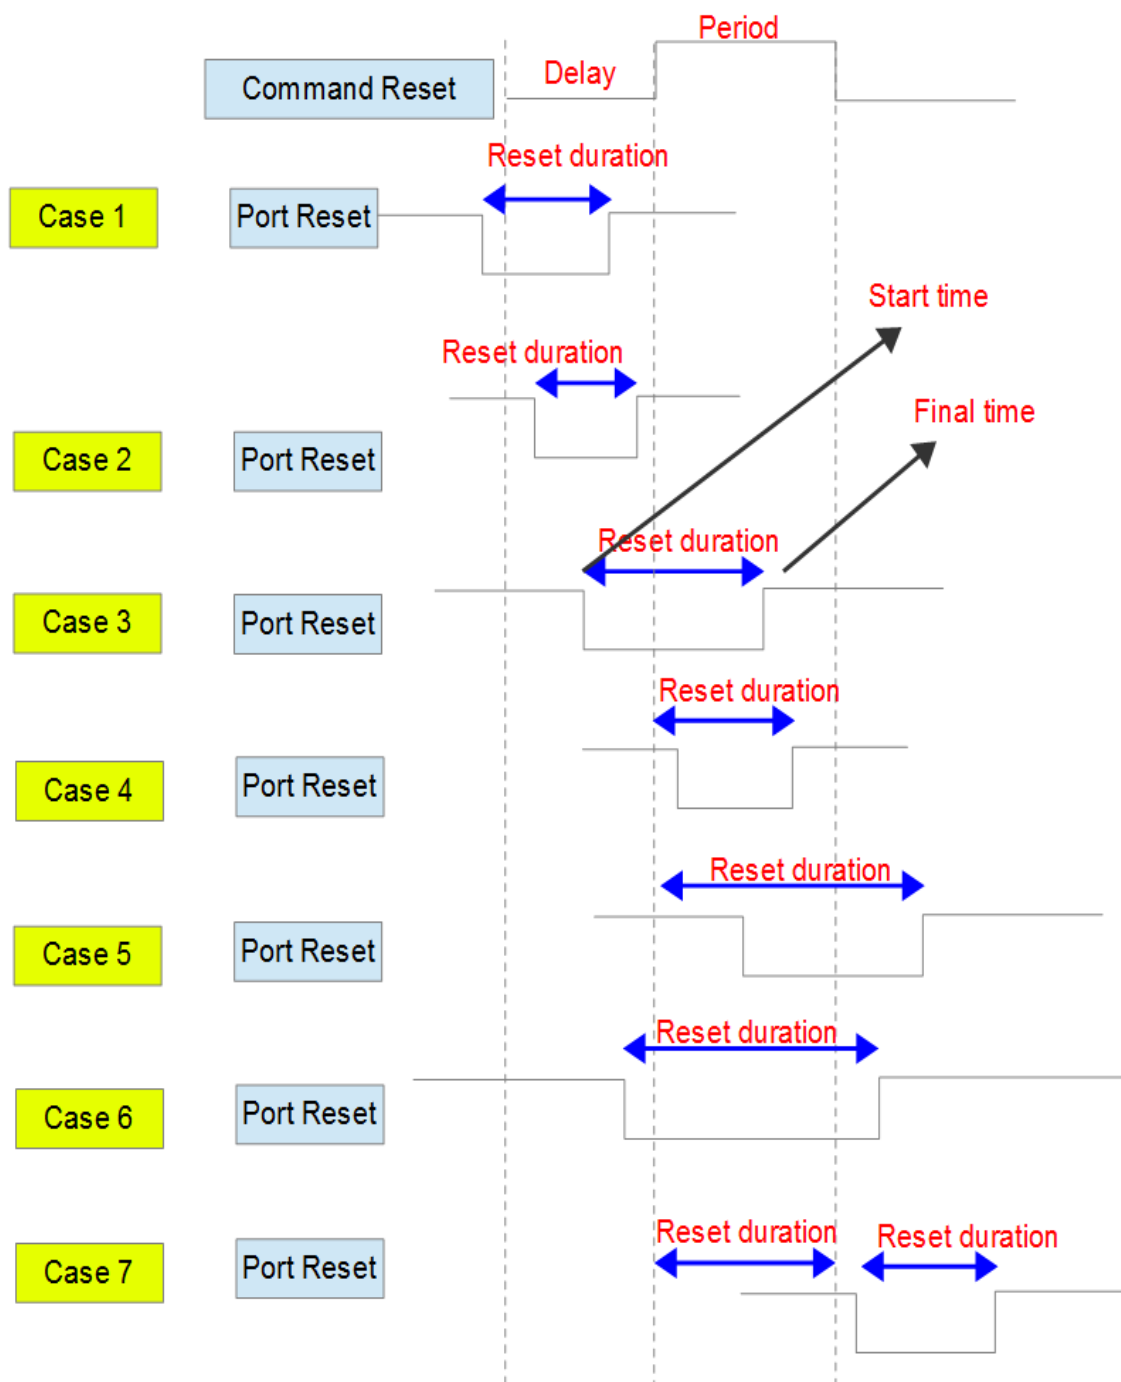 Period
Delay
Command Reset
Reset duration
Case 1
Port Reset
Start time
Reset duration
Final time
Case 2
Port Reset
Reset duration
Case 3
Port Reset
Reset duration
Case 4
Port Reset
Reset duration
Case 5
Port Reset
Reset duration
Case 6
Port Reset
Reset duration
Reset duration
Case 7
Port Reset